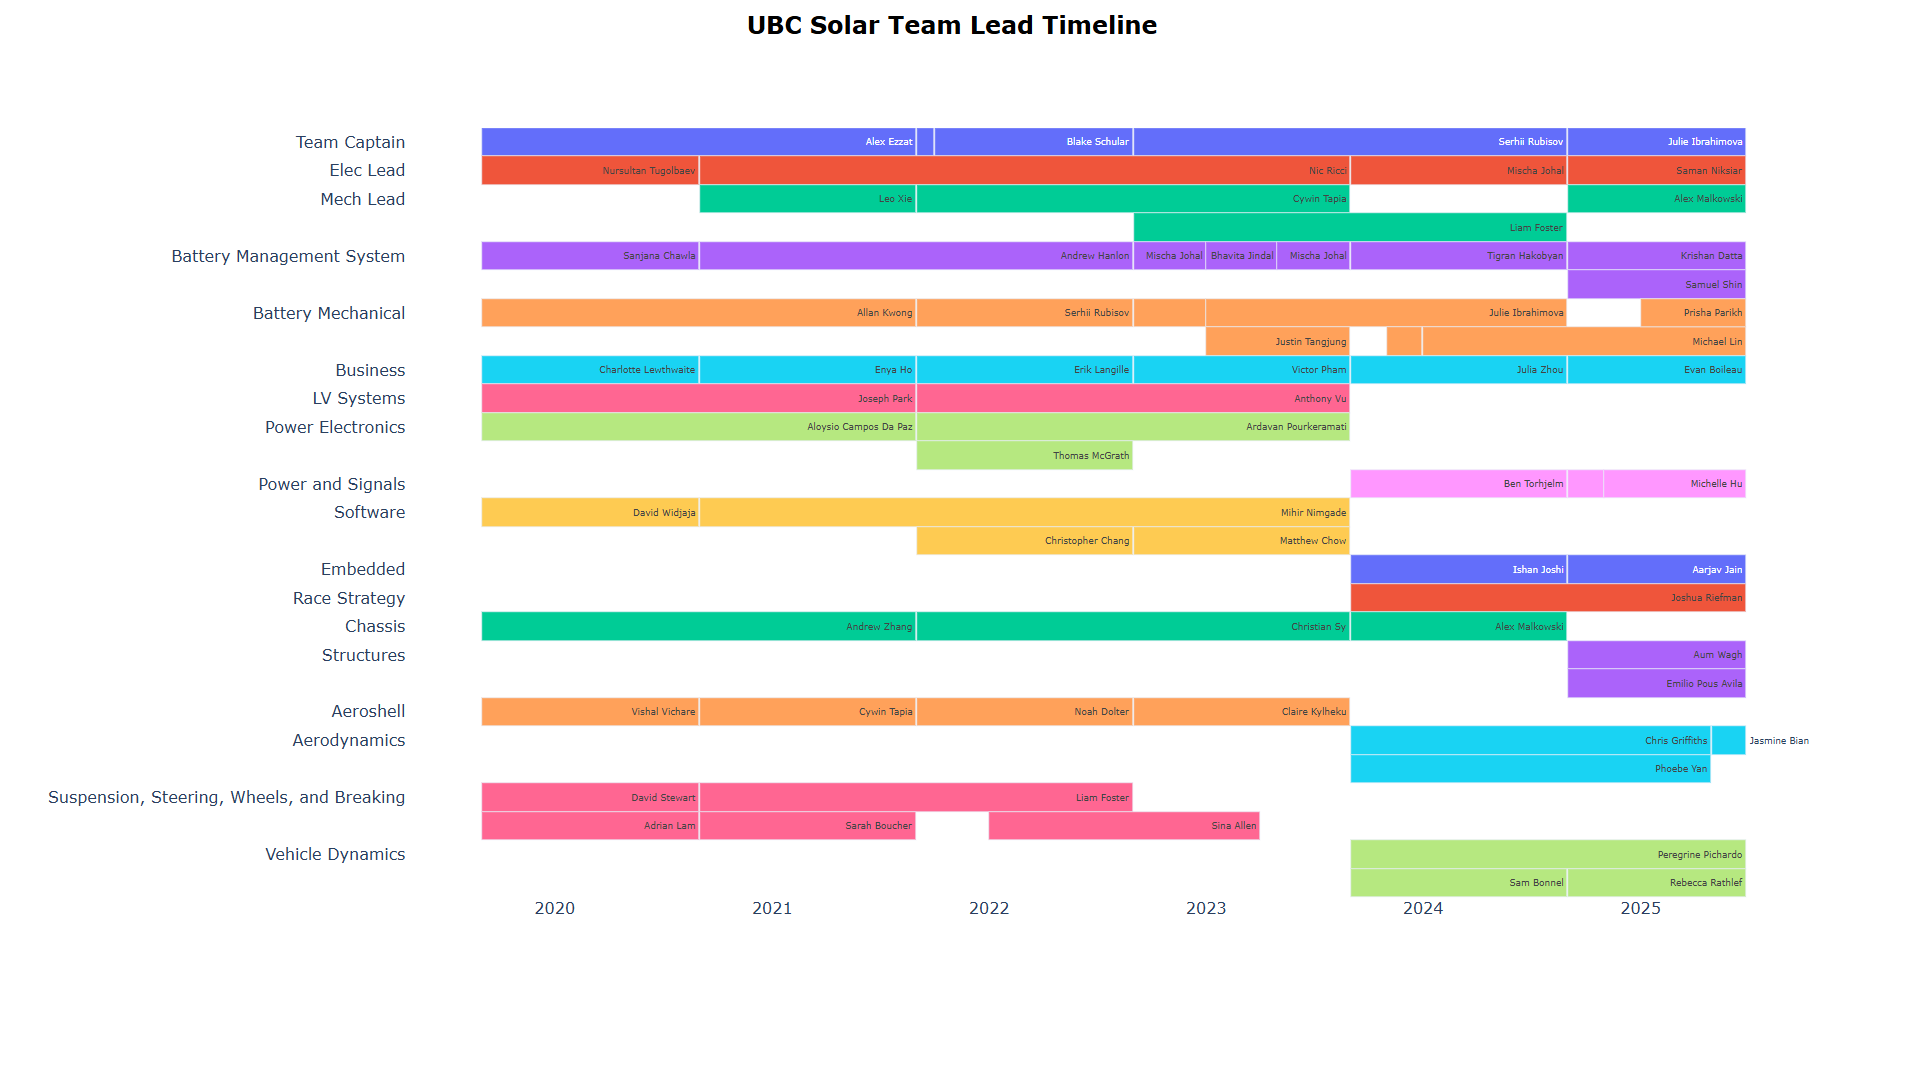 UBC Solar Team Lead Timeline
Team Captain Alex Ezzat Blake Schular Serhii Rubisov Julie Ibrahimova
Elec Lead Nursultan Tugolbaev Nic Ricci Mischa Johal Saman Niksiar
Mech Lead Leo Xie Cywin Tapia Alex Malkowski
Liam Foster
Battery Management System Sanjana Chawla Andrew Hanlon Mischa Johal Bhavita Jindal Mischa Johal Tigran Hakobyan Krishan Datta
Samuel Shin
Battery Mechanical Allan Kwong Serhii Rubisov Julie Ibrahimova Prisha Parikh
Justin Tangjung Michael Lin
Business Charlotte Lewthwaite Enya Ho Erik Langille Victor Pham Julia Zhou Evan Boileau
LV Systems Joseph Park Anthony Vu
Power Electronics Aloysio Campos Da Paz Ardavan Pourkeramati
Thomas McGrath
Power and Signals Ben Torhjelm Michelle Hu
Software David Widjaja Mihir Nimgade
Christopher Chang Matthew Chow
Embedded Ishan Joshi Aarjav Jain
Race Strategy Joshua Riefman
Chassis Andrew Zhang Christian Sy Alex Malkowski
Structures Aum Wagh
Emilio Pous Avila
Aeroshell Vishal Vichare Cywin Tapia Noah Dolter Claire Kylheku
Aerodynamics Chris Griffiths Jasmine Bian
Phoebe Yan
Suspension, Steering, Wheels, and Breaking David Stewart Liam Foster
Adrian Lam Sarah Boucher Sina Allen
Vehicle Dynamics Peregrine Pichardo
Sam Bonnel Rebecca Rathlef
2020 2021 2022 2023 2024 2025